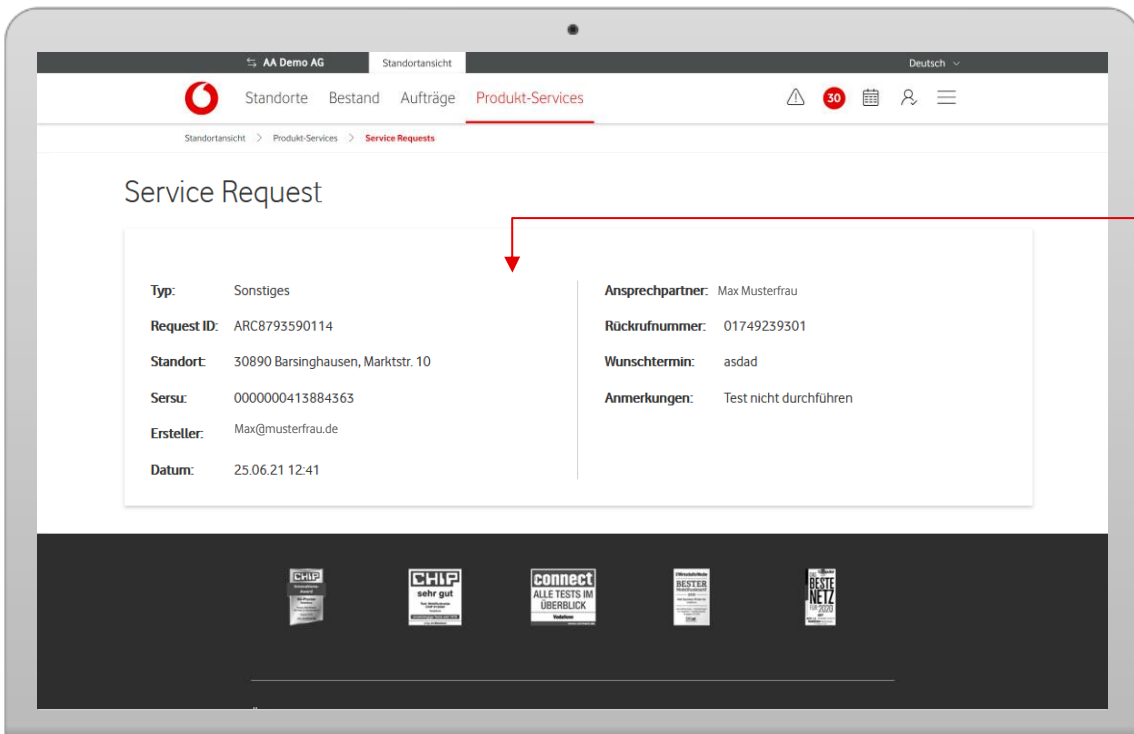 AA Demo AG
Standortansicht
Deutsch
Standorte Bestand Aufträge Produkt-Services
30
Standortansicht > Produkt-Services > Service Requests
Service Request
Typ: Sonstiges
Request ID: ARC8793590114
Standort: 30890 Barsinghausen, Marktstr. 10
Sersu: 0000000413884363
Ersteller: Max@musterfrau.de
Datum: 25.06.21 12:41
Ansprechpartner: Max Musterfrau
Rückrufnummer: 01749239301
Wunschtermin: asdad
Anmerkungen: Test nicht durchführen
CHIP
CHIP
sehr gut
connect
ALLE TESTS IM
ÜBERBLICK
Vodafone
BESTER
BESTE
NETZ